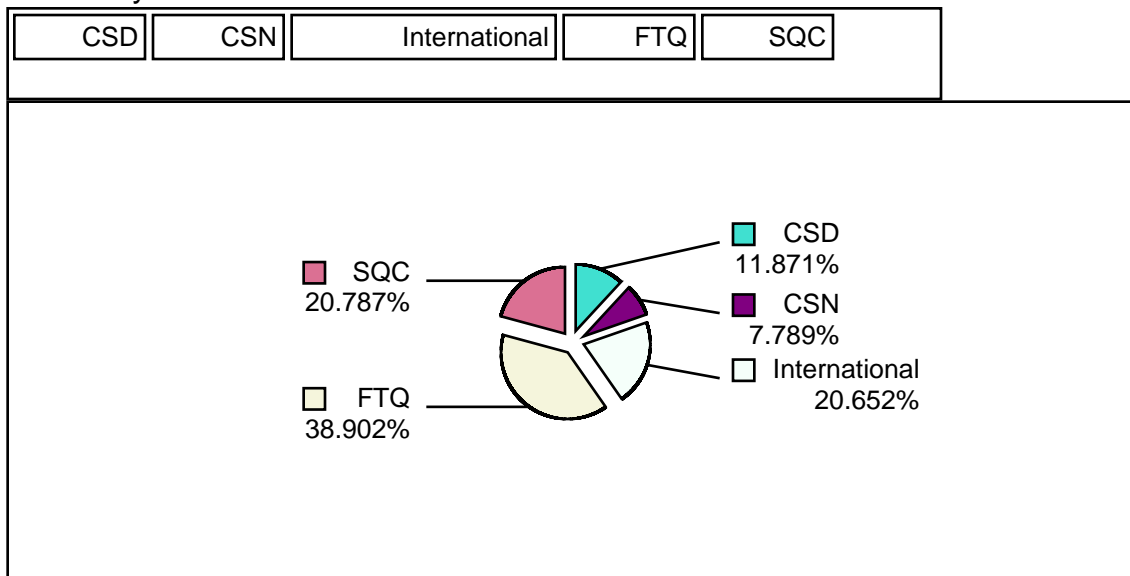 CSD CSN International FTQ SQC
CSD
11.871%
SQC
20.787%
CSN
7.789%
International
20.652%
FTQ
38.902%